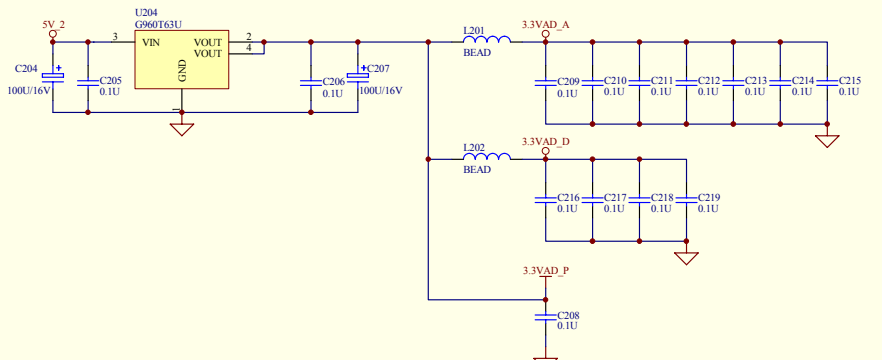 U204
G960T63U
5V_2
3
VIN
VOUT
2
VOUT
4
GND
1
C204
100U/16V
C205
0.1U
C206
0.1U
C207
100U/16V
L201
BEAD
3.3VAD_A
C209
0.1U
C210
0.1U
C211
0.1U
C212
0.1U
C213
0.1U
C214
0.1U
C215
0.1U
L202
BEAD
3.3VAD_D
C216
0.1U
C217
0.1U
C218
0.1U
C219
0.1U
3.3VAD_P
C208
0.1U